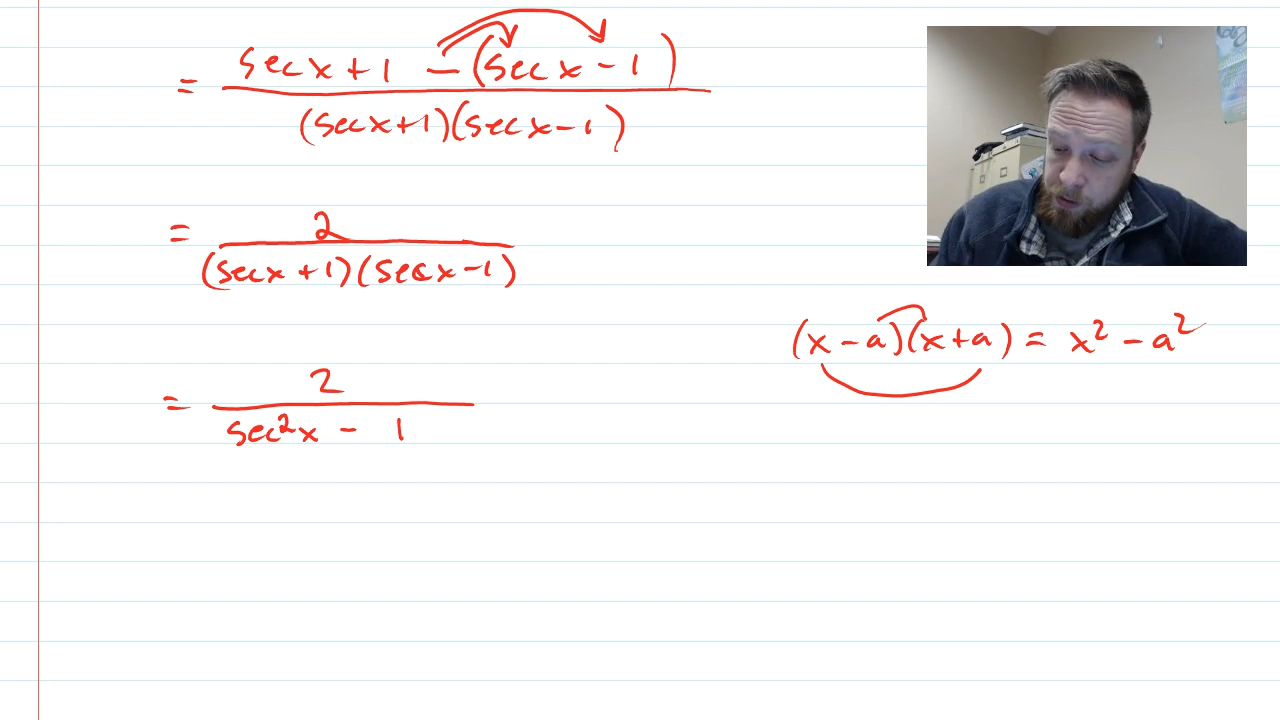 = sec x + 1 - (sec x - 1)
(sec x + 1)(sec x - 1)
= 2
(sec x + 1)(sec x - 1)
(x - a)(x + a) = x² - a²
= 2
sec²x - 1